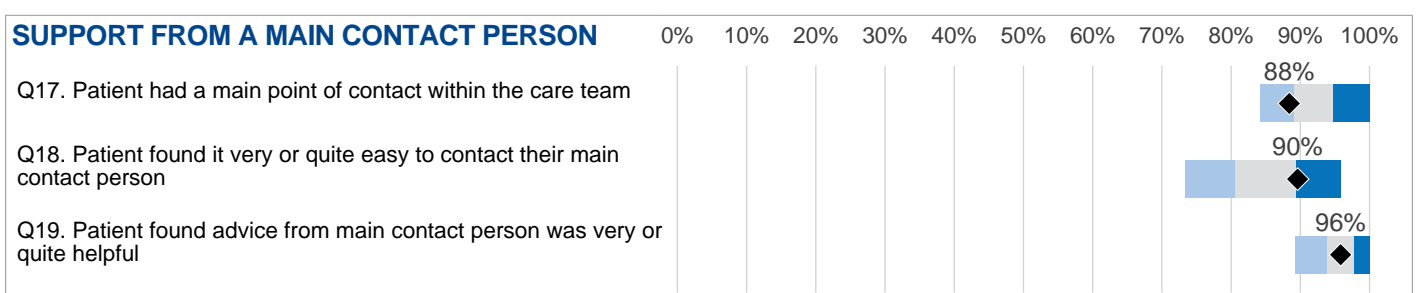 SUPPORT FROM A MAIN CONTACT PERSON 0% 10% 20% 30% 40% 50% 60% 70% 80% 90% 100%
88%
Q17. Patient had a main point of contact within the care team
90%
Q18. Patient found it very or quite easy to contact their main
contact person
96%
Q19. Patient found advice from main contact person was very or
quite helpful